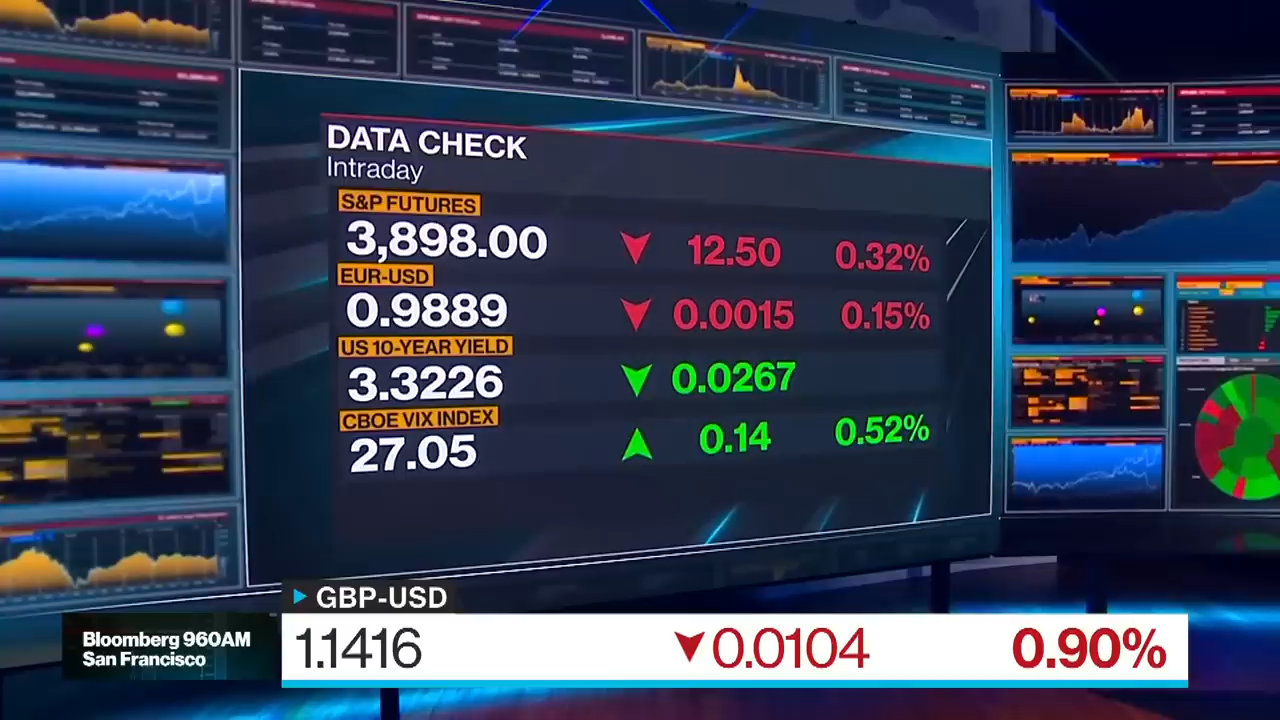 DATA CHECK
Intraday
S&P FUTURES
3,898.00 12.50 0.32%
EUR-USD
0.9889 0.0015 0.15%
US 10-YEAR YIELD
3.3226 0.0267
CBOE VIX INDEX
27.05 0.14 0.52%
GBP-USD
Bloomberg 960AM
San Francisco
1.1416 0.0104 0.90%